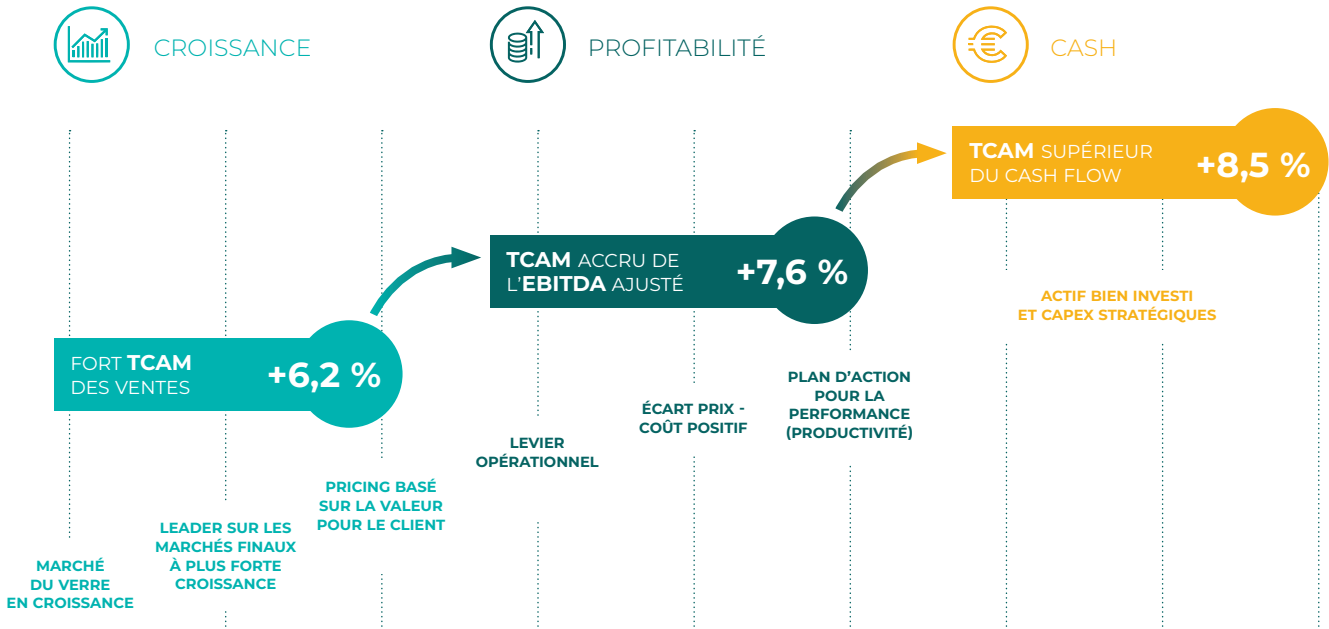 CROISSANCE
PROFITABILITÉ
CASH
FORT TCAM
DES VENTES
+6,2 %
TCAM ACCRU DE
L'EBITDA AJUSTÉ
+7,6 %
TCAM SUPÉRIEUR
DU CASH FLOW
+8,5 %
MARCHÉ
DU VERRE
EN CROISSANCE
LEADER SUR LES
MARCHÉS FINAUX
À PLUS FORTE
CROISSANCE
PRICING BASÉ
SUR LA VALEUR
POUR LE CLIENT
LEVIER
OPÉRATIONNEL
ÉCART PRIX -
COÛT POSITIF
PLAN D'ACTION
POUR LA
PERFORMANCE
(PRODUCTIVITÉ)
ACTIF BIEN INVESTI
ET CAPEX STRATÉGIQUES